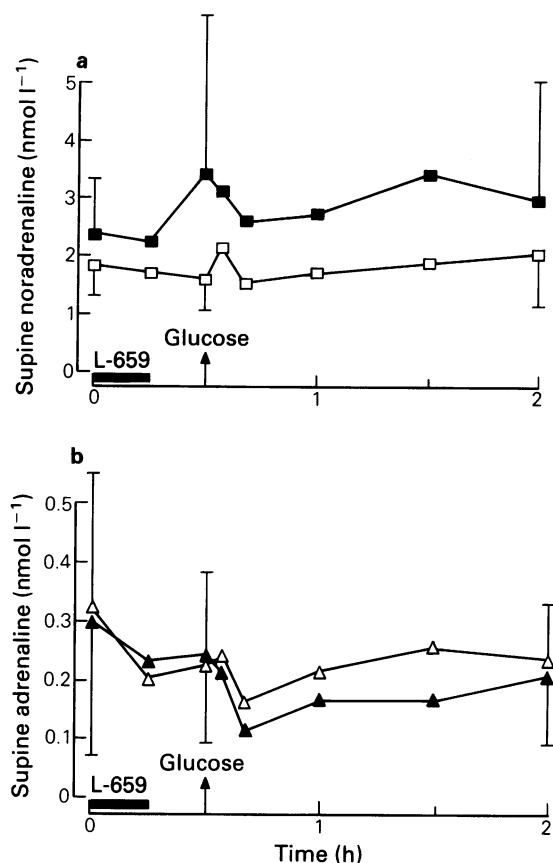 a
Supine noradrenaline (nmol l⁻¹)
5
4
3
2
1
0
L-659
Glucose
0
1
2
b
Supine adrenaline (nmol l⁻¹)
0.5
0.4
0.3
0.2
0.1
0
L-659
Glucose
0
1
2
Time (h)